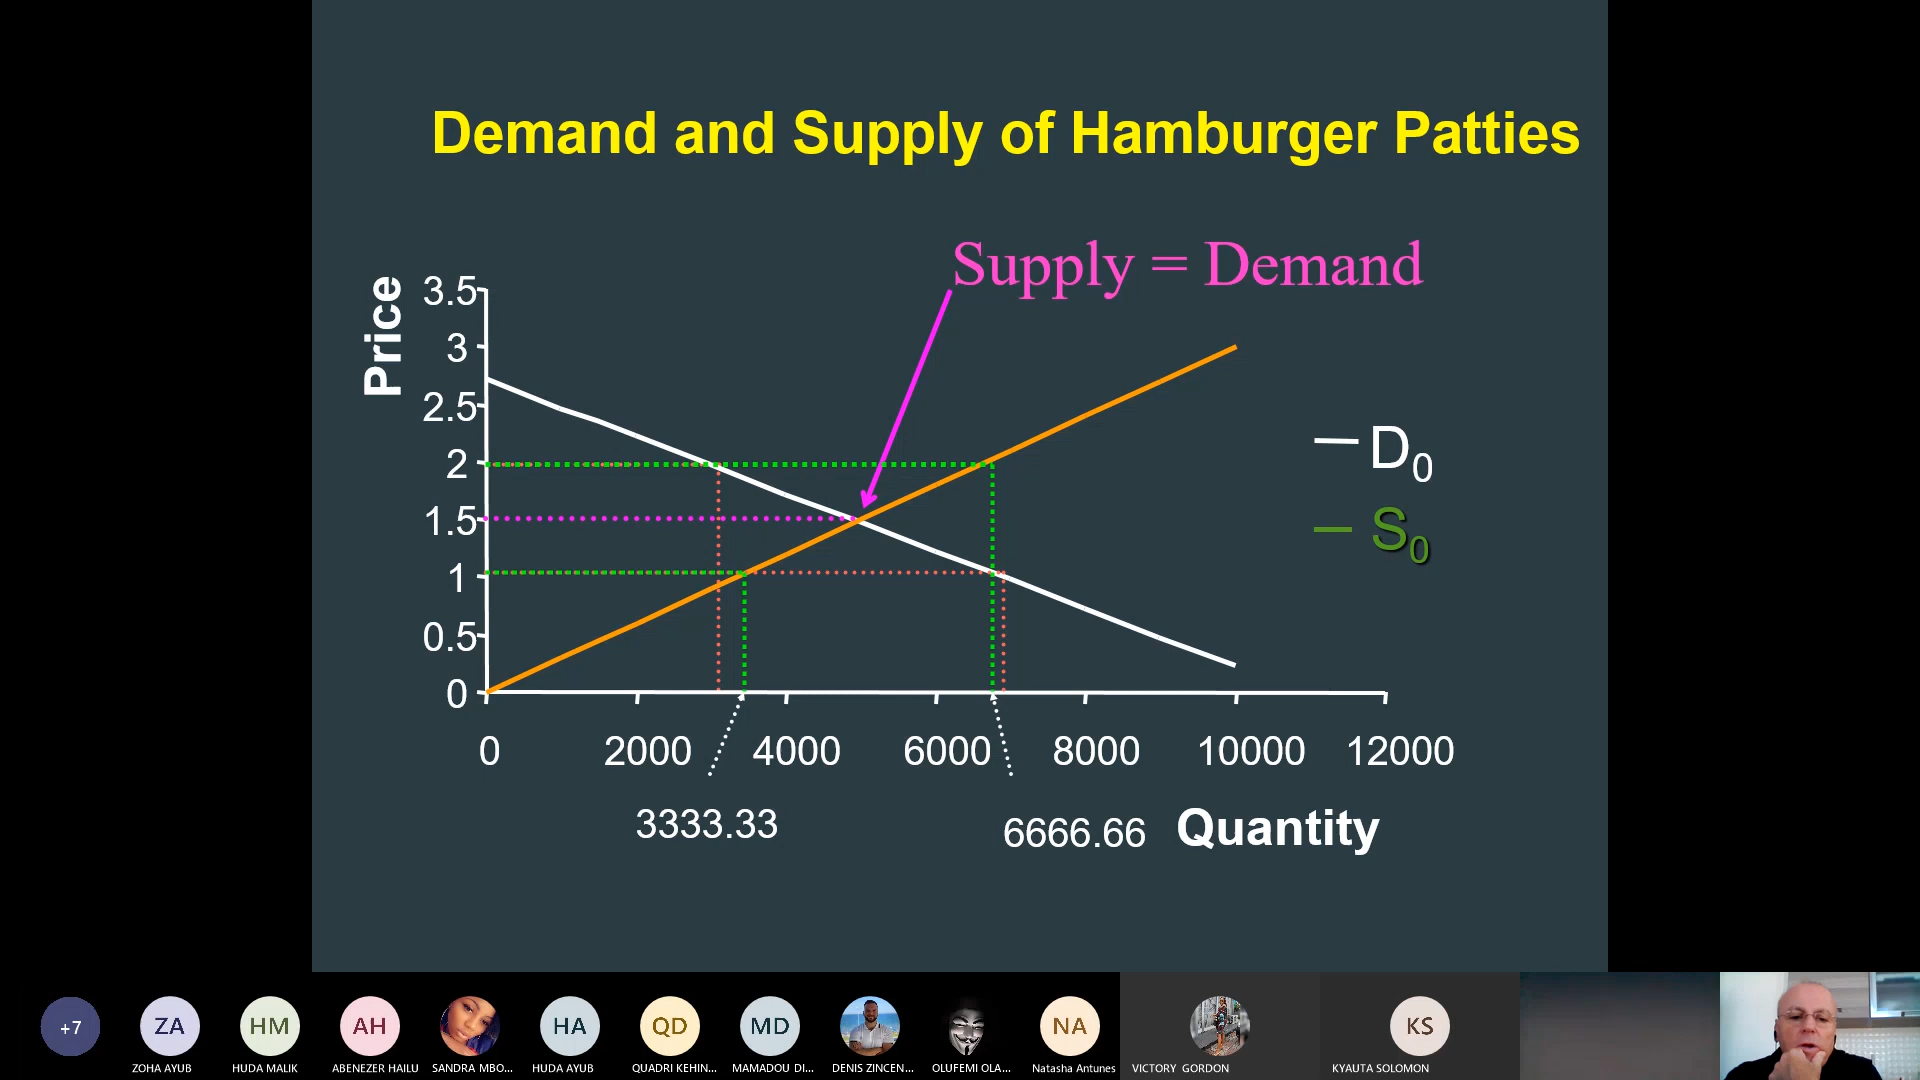 Demand and Supply of Hamburger Patties
Supply = Demand
Price
3.5
3
2.5
2
1.5
1
0.5
0
D0
S0
0 2000 4000 6000 8000 10000 12000
3333.33
6666.66
Quantity
+7
ZA
HM
AH
HA
QD
MD
NA
KS
ZOHA AYUB
HUDA MALIK
ABENEZER HAILU
SANDRA MBO...
HUDA AYUB
QUADRI KEHIN...
MAMADOU DI...
DENIS ZINCEN...
OLUFEMI OLA...
Natasha Antunes
VICTORY GORDON
KYAUTA SOLOMON